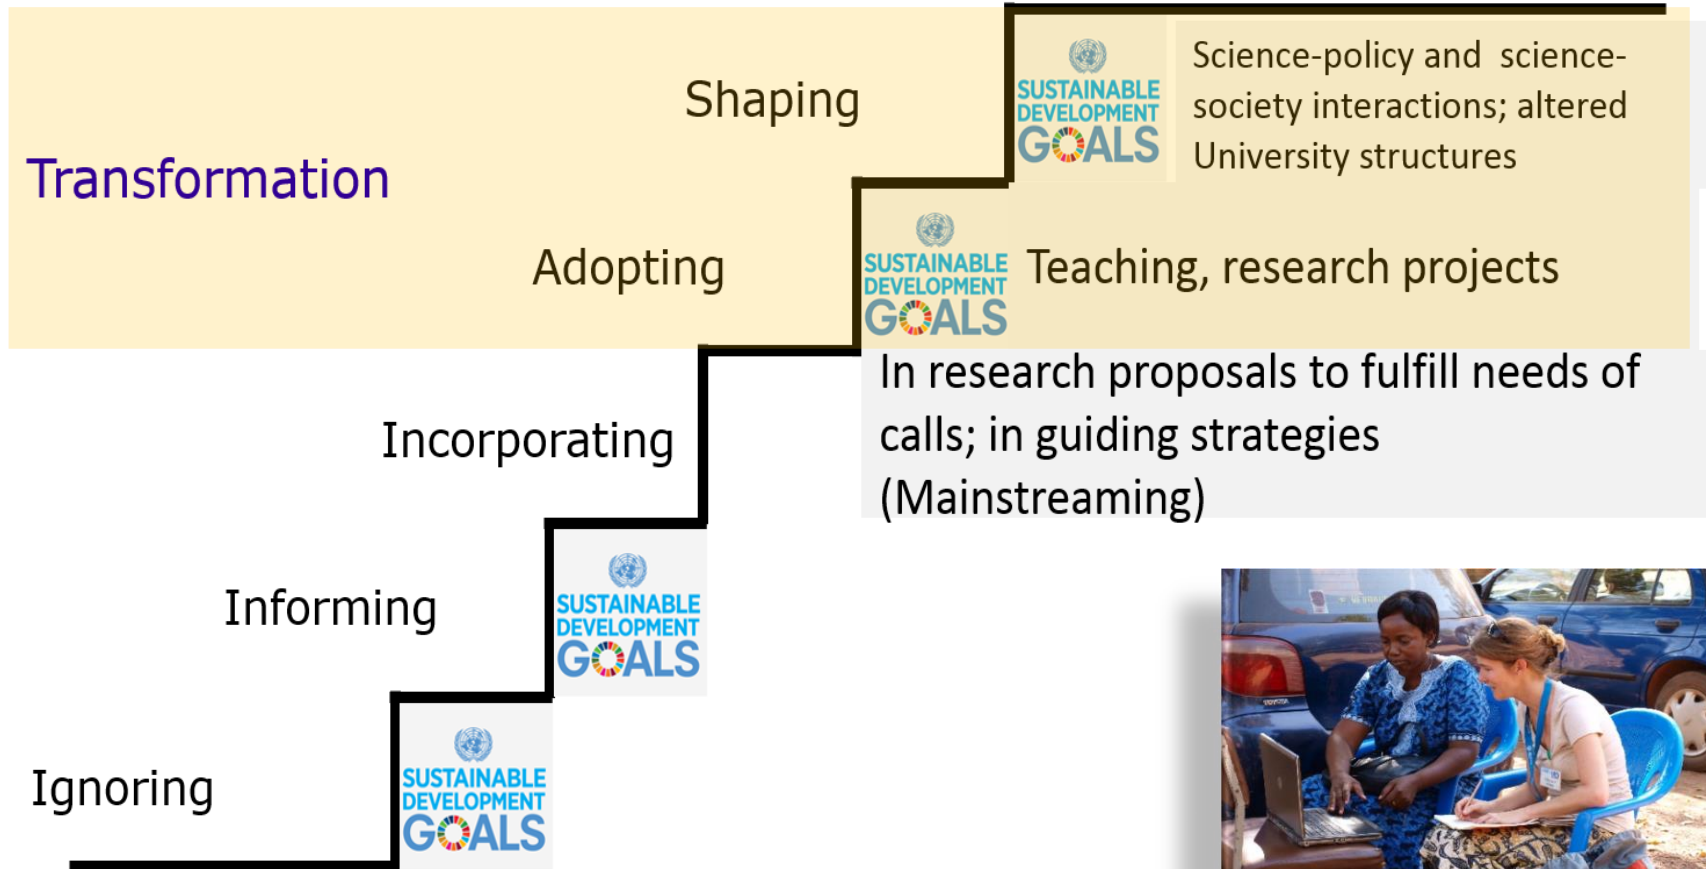 Shaping
SUSTAINABLE
DEVELOPMENT
GOALS
Science-policy and science-
society interactions; altered
University structures
Transformation
Adopting
SUSTAINABLE
DEVELOPMENT
GOALS
Teaching, research projects
Incorporating
In research proposals to fulfill needs of
calls; in guiding strategies
(Mainstreaming)
Informing
SUSTAINABLE
DEVELOPMENT
GOALS
Ignoring
SUSTAINABLE
DEVELOPMENT
GOALS